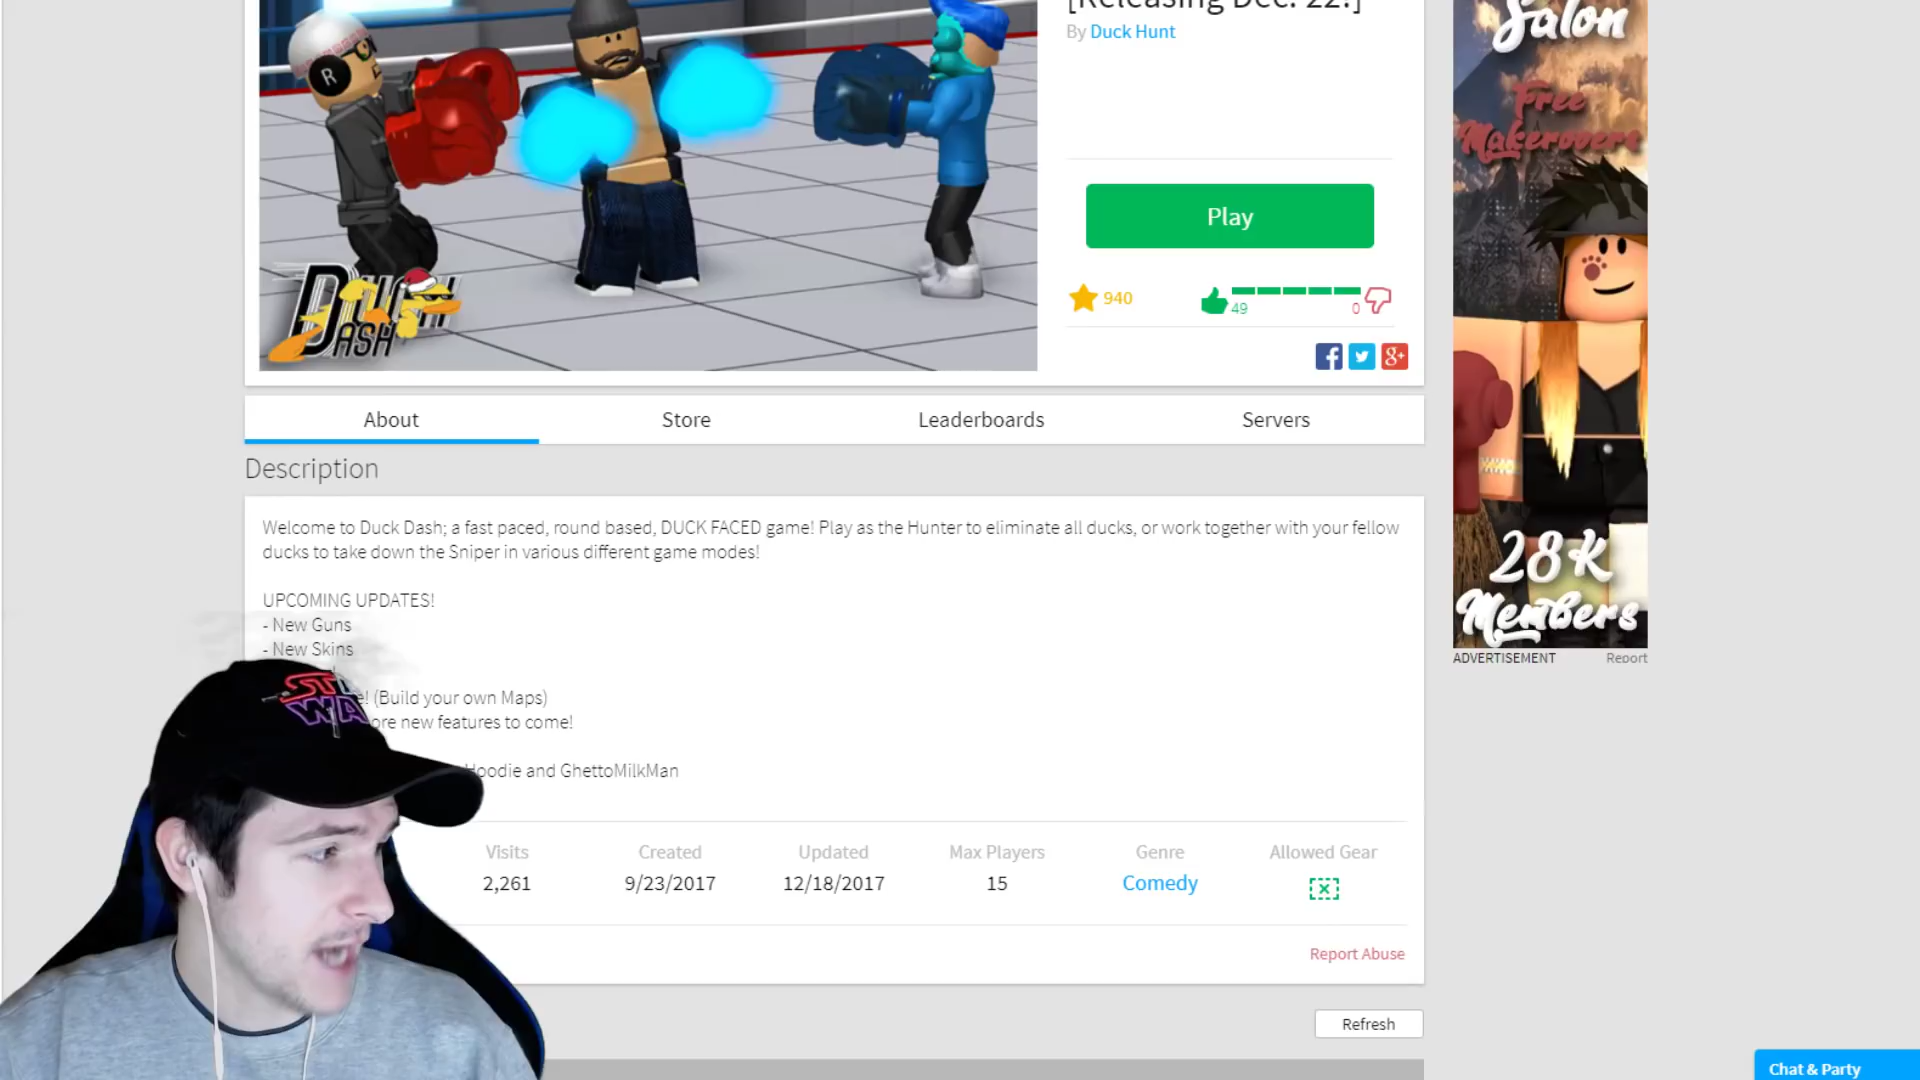 [Releasing Dec. 22!]
By Duck Hunt
Play
940
49
0
R
DASH
About
Store
Leaderboards
Servers
Description
Welcome to Duck Dash; a fast paced, round based, DUCK FACED game! Play as the Hunter to eliminate all ducks, or work together with your fellow
ducks to take down the Sniper in various different game modes!
UPCOMING UPDATES!
- New Guns
- New Skins
(Build your own Maps)
new features to come!
and GhettoMilkMan
Visits
Created
Updated
Max Players
Genre
Allowed Gear
2,261
9/23/2017
12/18/2017
15
Comedy
Report Abuse
Refresh
Chat & Party
Salon
Free
Makeovers
28K
Members
ADVERTISEMENT
Report